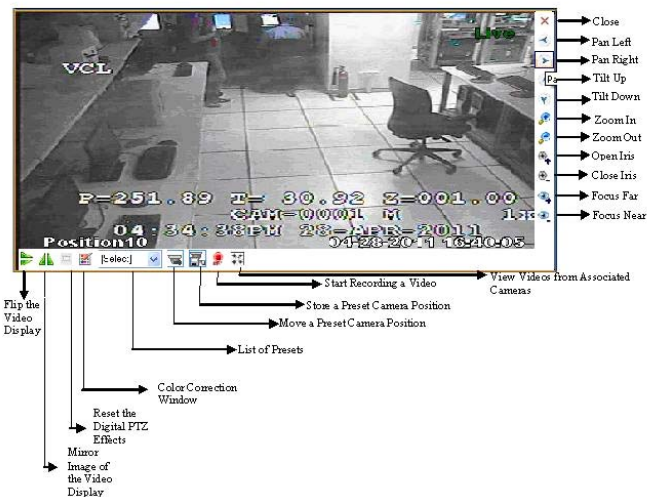 Live
Close
Pan Left
VCL
Pan Right
Pa
Tilt Up
Tilt Down
Zoom In
Zoom Out
Open Iris
Close Iris
P=251.89 T= 30.92 Z=001.00
Focus Far
CAM=0001 M 1x
Focus Near
04:34:38PM 28-APR-2011
Position10 04-28-2011 16:40:05
[Select]
View Videos from Associated
Cameras
Start Recording a Video
Flip the
Video
Display
Store a Preset Camera Position
Move a Preset Camera Position
List of Presets
Color Correction
Window
Reset the
Digital PTZ
Effects
Mirror
Image of
the Video
Display